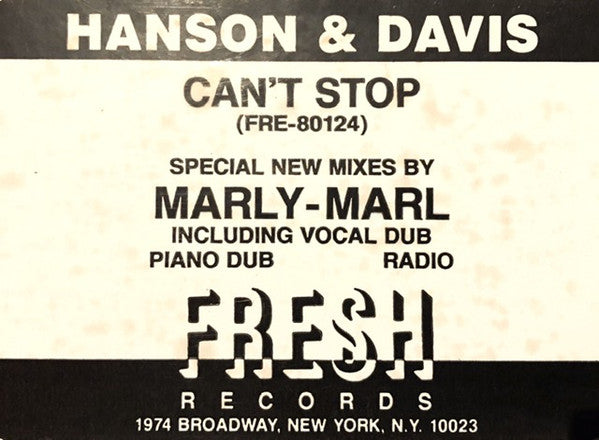 HANSON & DAVIS
CAN'T STOP
(FRE-80124)
SPECIAL NEW MIXES BY
MARLY-MARL
INCLUDING VOCAL DUB
PIANO DUB RADIO
FRESH
RECORDS
1974 BROADWAY, NEW YORK, N.Y. 10023